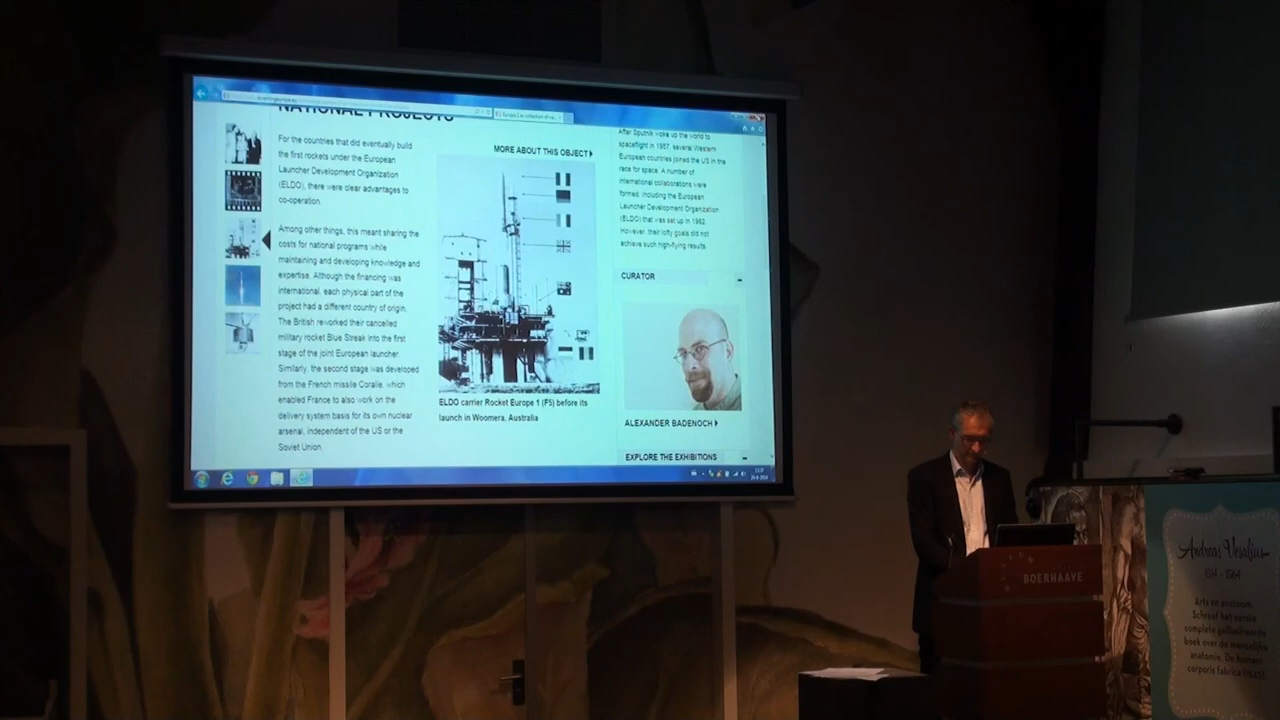 NATIONAL PROJECTS
For the countries that did eventually build
the first rockets under the European
Launcher Development Organization
(ELDO), there were clear advantages to
co-operation.
Among other things, this meant sharing the
costs for national programs while
maintaining and developing knowledge and
expertise. Although the financing was
international, each physical part of the
project had a different country of origin.
The British reworked their cancelled
military rocket Blue Streak into the first
stage of the joint European launcher.
Similarly, the second stage was developed
from the French missile Coralie, which
enabled France to also work on the
delivery system basis for its own nuclear
arsenal, independent of the US or the
Soviet Union.
MORE ABOUT THIS OBJECT
ELDO carrier Rocket Europe 1 (F5) before its
launch in Woomera, Australia
After Sputnik woke up the world to
spaceflight in 1957, several Western
European countries joined the US in the
race for space. A number of
international collaborations were
formed, including the European
Launcher Development Organization
(ELDO) that was set up in 1962.
However, their lofty goals did not
achieve such high-flying results.
CURATOR
ALEXANDER BADENOCH
EXPLORE THE EXHIBITIONS
BOERHAAVE
Andreas Vesalius
1514 - 1564
Arts en anatoom.
Schreef het eerste
complete geïllustreerde
boek over de menselijke
anatomie: De humani
corporis fabrica (1543).